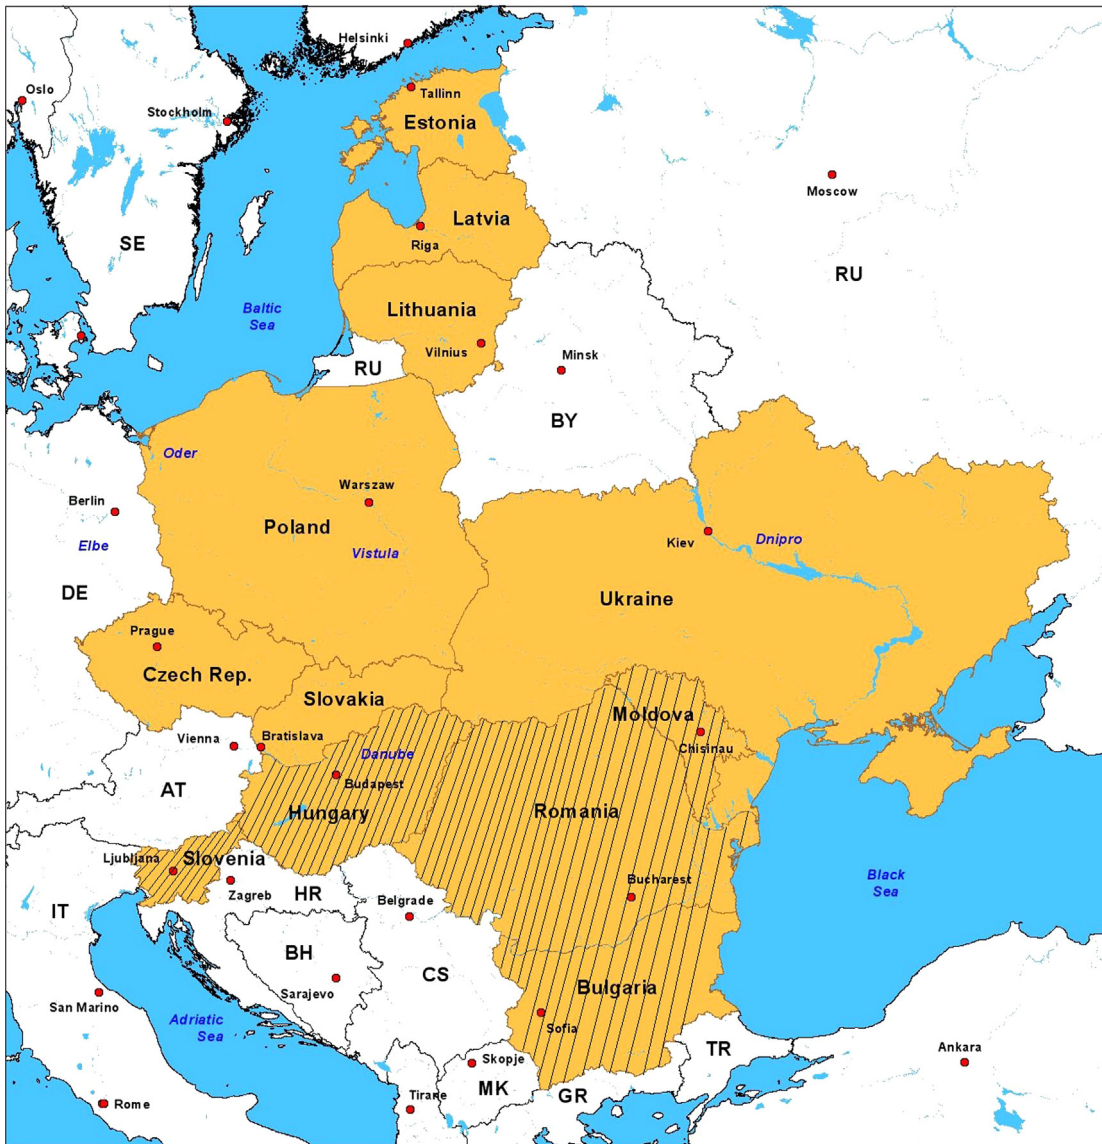 Helsinki
Oslo
Tallinn
Stockholm
Estonia
Moscow
Latvia
Riga
SE
RU
Baltic
Sea
Lithuania
Vilnius
Minsk
RU
BY
Oder
Warszaw
Berlin
Poland
Elbe
Vistula
Kiev
Dnipro
DE
Ukraine
Prague
Czech Rep.
Slovakia
Moldova
Vienna
Bratislava
Danube
Chisinau
AT
Budapest
Hungary
Romania
Ljubljana
Slovenia
Black
Sea
Zagreb
HR
Belgrade
Bucharest
IT
BH
CS
Sarajevo
Bulgaria
San Marino
Adriatic
Sea
Sofia
TR
Ankara
Skopje
MK
GR
Tirane
Rome